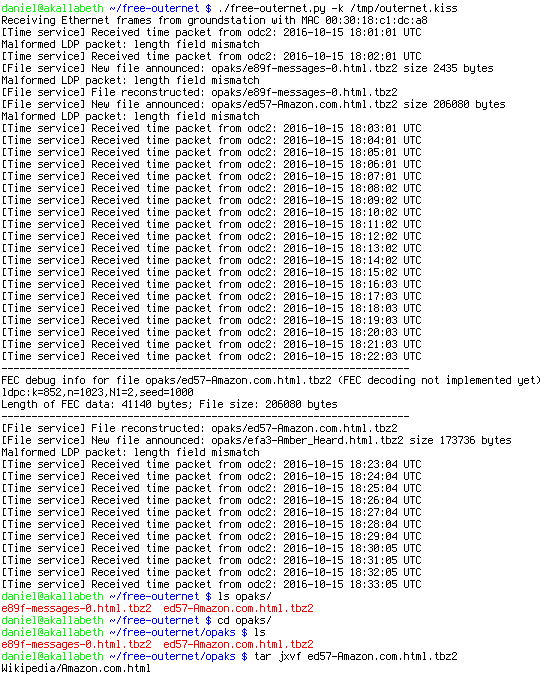 daniel@akallabeth ~/free-outernet $ ./free-outernet.py -k /tmp/outernet.kiss
Receiving Ethernet frames from groundstation with MAC 00:30:18:c1:dc:a8
[Time service] Received time packet from odc2: 2016-10-15 18:01:01 UTC
Malformed LDP packet: length field mismatch
[Time service] Received time packet from odc2: 2016-10-15 18:02:01 UTC
[File service] New file announced: opaks/e89f-messages-0.html.tbz2 size 2435 bytes
Malformed LDP packet: length field mismatch
[File service] File reconstructed: opaks/e89f-messages-0.html.tbz2
[File service] New file announced: opaks/ed57-Amazon.com.html.tbz2 size 206080 bytes
Malformed LDP packet: length field mismatch
[Time service] Received time packet from odc2: 2016-10-15 18:03:01 UTC
[Time service] Received time packet from odc2: 2016-10-15 18:04:01 UTC
[Time service] Received time packet from odc2: 2016-10-15 18:05:01 UTC
[Time service] Received time packet from odc2: 2016-10-15 18:06:01 UTC
[Time service] Received time packet from odc2: 2016-10-15 18:07:01 UTC
[Time service] Received time packet from odc2: 2016-10-15 18:08:02 UTC
[Time service] Received time packet from odc2: 2016-10-15 18:09:02 UTC
[Time service] Received time packet from odc2: 2016-10-15 18:10:02 UTC
[Time service] Received time packet from odc2: 2016-10-15 18:11:02 UTC
[Time service] Received time packet from odc2: 2016-10-15 18:12:02 UTC
[Time service] Received time packet from odc2: 2016-10-15 18:13:02 UTC
[Time service] Received time packet from odc2: 2016-10-15 18:14:02 UTC
[Time service] Received time packet from odc2: 2016-10-15 18:15:02 UTC
[Time service] Received time packet from odc2: 2016-10-15 18:16:03 UTC
[Time service] Received time packet from odc2: 2016-10-15 18:17:03 UTC
[Time service] Received time packet from odc2: 2016-10-15 18:18:03 UTC
[Time service] Received time packet from odc2: 2016-10-15 18:19:03 UTC
[Time service] Received time packet from odc2: 2016-10-15 18:20:03 UTC
[Time service] Received time packet from odc2: 2016-10-15 18:21:03 UTC
[Time service] Received time packet from odc2: 2016-10-15 18:22:03 UTC
--------------------------------------------------------------------
FEC debug info for file opaks/ed57-Amazon.com.html.tbz2 (FEC decoding not implemented yet)
ldpc:k=852,n=1023,N1=2,seed=1000
Length of FEC data: 41140 bytes; File size: 206080 bytes
--------------------------------------------------------------------
[File service] File reconstructed: opaks/ed57-Amazon.com.html.tbz2
[File service] New file announced: opaks/efa3-Amber_Heard.html.tbz2 size 173736 bytes
Malformed LDP packet: length field mismatch
[Time service] Received time packet from odc2: 2016-10-15 18:23:04 UTC
[Time service] Received time packet from odc2: 2016-10-15 18:24:04 UTC
[Time service] Received time packet from odc2: 2016-10-15 18:25:04 UTC
[Time service] Received time packet from odc2: 2016-10-15 18:26:04 UTC
[Time service] Received time packet from odc2: 2016-10-15 18:27:04 UTC
[Time service] Received time packet from odc2: 2016-10-15 18:28:04 UTC
[Time service] Received time packet from odc2: 2016-10-15 18:29:04 UTC
[Time service] Received time packet from odc2: 2016-10-15 18:30:05 UTC
[Time service] Received time packet from odc2: 2016-10-15 18:31:05 UTC
[Time service] Received time packet from odc2: 2016-10-15 18:32:05 UTC
[Time service] Received time packet from odc2: 2016-10-15 18:33:05 UTC
daniel@akallabeth ~/free-outernet $ ls opaks/
e89f-messages-0.html.tbz2  ed57-Amazon.com.html.tbz2
daniel@akallabeth ~/free-outernet $ cd opaks/
daniel@akallabeth ~/free-outernet/opaks $ ls
e89f-messages-0.html.tbz2  ed57-Amazon.com.html.tbz2
daniel@akallabeth ~/free-outernet/opaks $ tar jxvf ed57-Amazon.com.html.tbz2
Wikipedia/Amazon.com.html